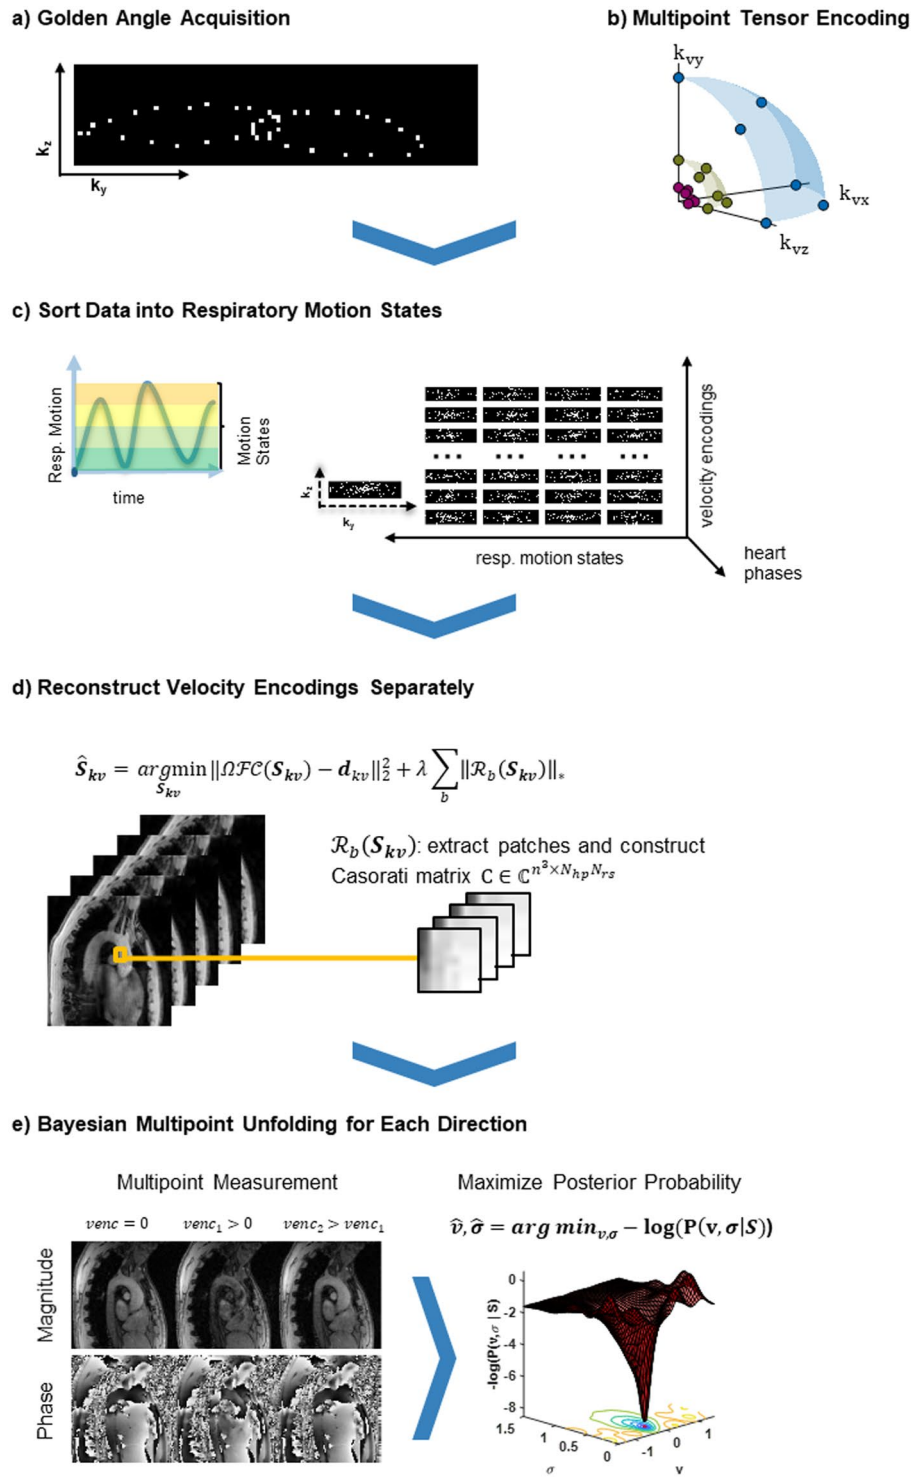 a) Golden Angle Acquisition
k_z
k_y
b) Multipoint Tensor Encoding
k_vy
k_vx
k_vz
c) Sort Data into Respiratory Motion States
Resp. Motion
time
Motion
States
k_z
k_y
velocity encodings
resp. motion states
heart
phases
d) Reconstruct Velocity Encodings Separately
Ŝ_kv = argmin_{S_kv} ||ΩℱC(S_kv) − d_kv||₂² + λ ∑_b ||ℛ_b(S_kv)||_*
ℛ_b(S_kv): extract patches and construct
Casorati matrix C ∈ ℂ^{n³×N_hp N_rs}
e) Bayesian Multipoint Unfolding for Each Direction
Multipoint Measurement
venc = 0
venc₁ > 0
venc₂ > venc₁
Magnitude
Phase
Maximize Posterior Probability
v̂, σ̂ = arg min_{v,σ} − log(P(v, σ|S))
-log(P(v,σ | S)
0
-2
-4
-6
-8
1.5
1
0.5
0
σ
-1
0
1
v